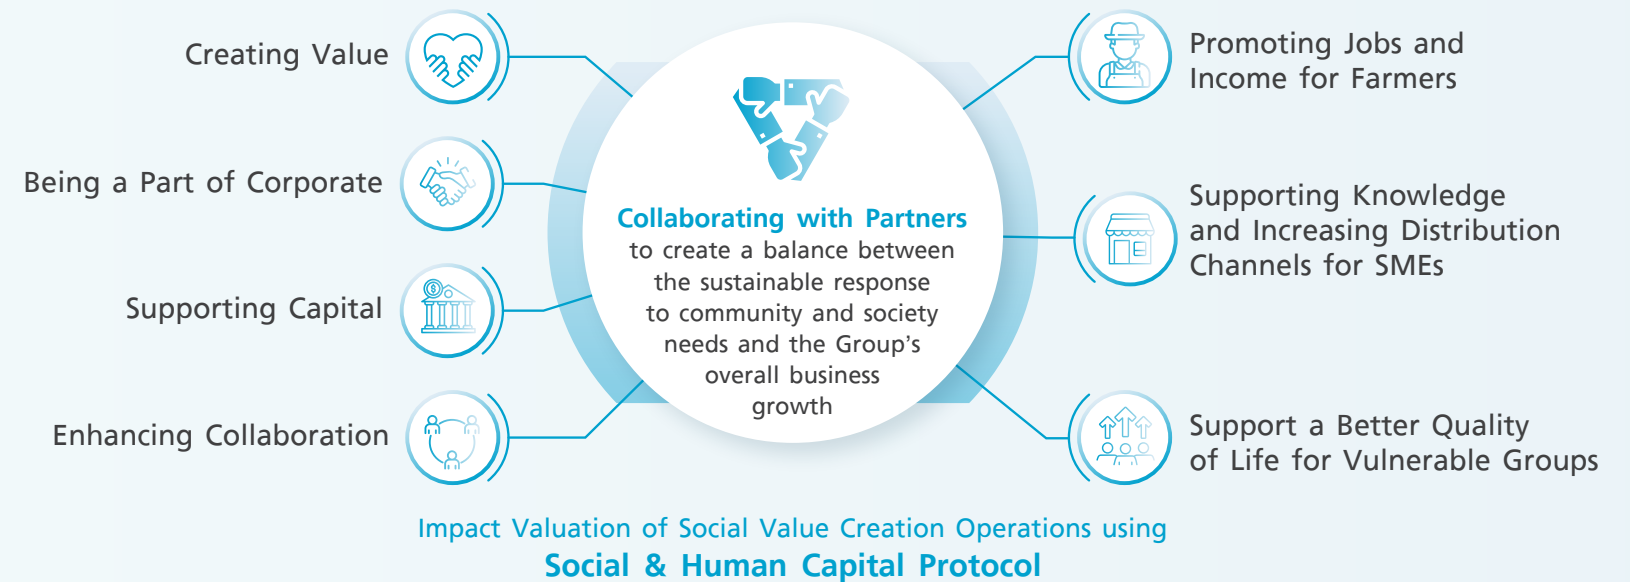 Creating Value
Being a Part of Corporate
Supporting Capital
Enhancing Collaboration
Collaborating with Partners
to create a balance between
the sustainable response
to community and society
needs and the Group's
overall business
growth
Promoting Jobs and
Income for Farmers
Supporting Knowledge
and Increasing Distribution
Channels for SMEs
Support a Better Quality
of Life for Vulnerable Groups
Impact Valuation of Social Value Creation Operations using
Social & Human Capital Protocol